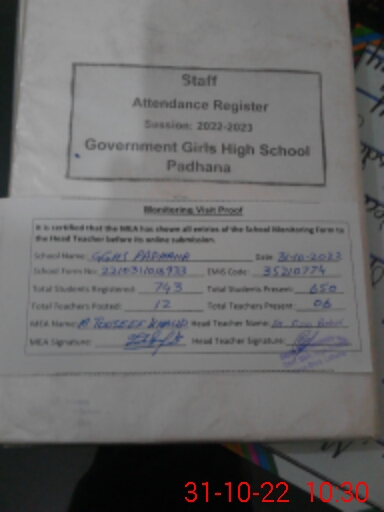 Staff
Attendance Register
Session: 2022-2023
Government Girls High School
Padhana
Monitoring Visit Proof
It is certified that the MEA has shown all entries of the School Monitoring Form to
the Head Teacher before its online submission.
School Name: GGHS PADHANA Date: 31-10-2023
School Form No: EMIS Code: 35210774
Total Students Registered: 743 Total Students Present: 650
Total Teachers Posted: 12 Total Teachers Present: 06
MEA Name: M Head Teacher Name:
MEA Signature: Head Teacher Signature:
31-10-22 10:30